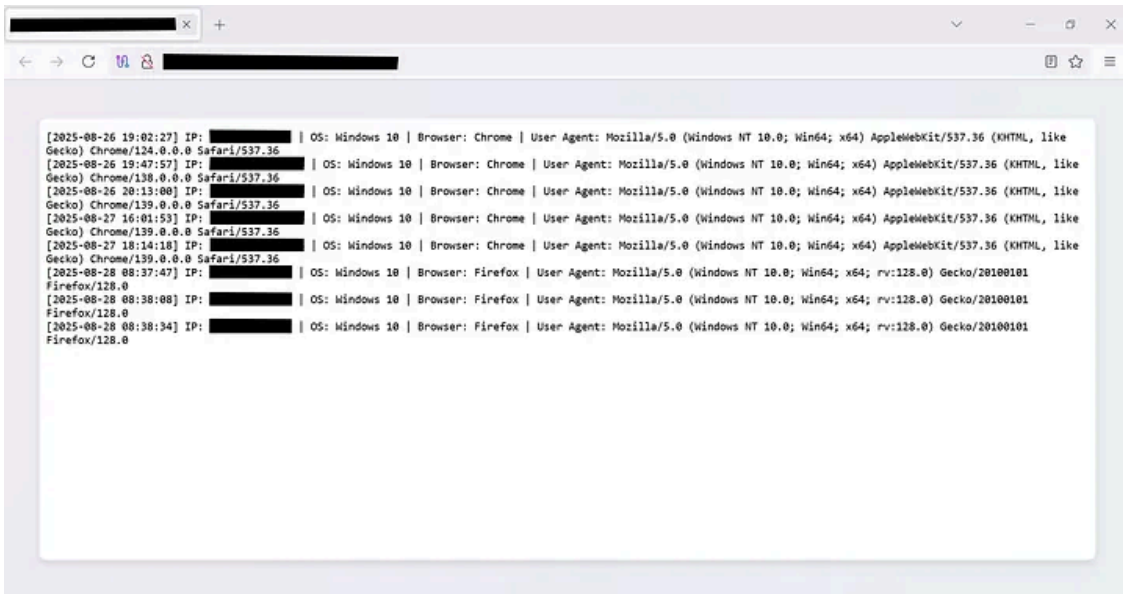 [2025-08-26 19:02:27] IP: | OS: Windows 10 | Browser: Chrome | User Agent: Mozilla/5.0 (Windows NT 10.0; Win64; x64) AppleWebKit/537.36 (KHTML, like
Gecko) Chrome/124.0.0.0 Safari/537.36
[2025-08-26 19:47:57] IP: | OS: Windows 10 | Browser: Chrome | User Agent: Mozilla/5.0 (Windows NT 10.0; Win64; x64) AppleWebKit/537.36 (KHTML, like
Gecko) Chrome/138.0.0.0 Safari/537.36
[2025-08-26 20:13:00] IP: | OS: Windows 10 | Browser: Chrome | User Agent: Mozilla/5.0 (Windows NT 10.0; Win64; x64) AppleWebKit/537.36 (KHTML, like
Gecko) Chrome/139.0.0.0 Safari/537.36
[2025-08-27 16:01:53] IP: | OS: Windows 10 | Browser: Chrome | User Agent: Mozilla/5.0 (Windows NT 10.0; Win64; x64) AppleWebKit/537.36 (KHTML, like
Gecko) Chrome/139.0.0.0 Safari/537.36
[2025-08-27 18:14:18] IP: | OS: Windows 10 | Browser: Chrome | User Agent: Mozilla/5.0 (Windows NT 10.0; Win64; x64) AppleWebKit/537.36 (KHTML, like
Gecko) Chrome/139.0.0.0 Safari/537.36
[2025-08-28 08:37:47] IP: | OS: Windows 10 | Browser: Firefox | User Agent: Mozilla/5.0 (Windows NT 10.0; Win64; x64; rv:128.0) Gecko/20100101
Firefox/128.0
[2025-08-28 08:38:08] IP: | OS: Windows 10 | Browser: Firefox | User Agent: Mozilla/5.0 (Windows NT 10.0; Win64; x64; rv:128.0) Gecko/20100101
Firefox/128.0
[2025-08-28 08:38:34] IP: | OS: Windows 10 | Browser: Firefox | User Agent: Mozilla/5.0 (Windows NT 10.0; Win64; x64; rv:128.0) Gecko/20100101
Firefox/128.0